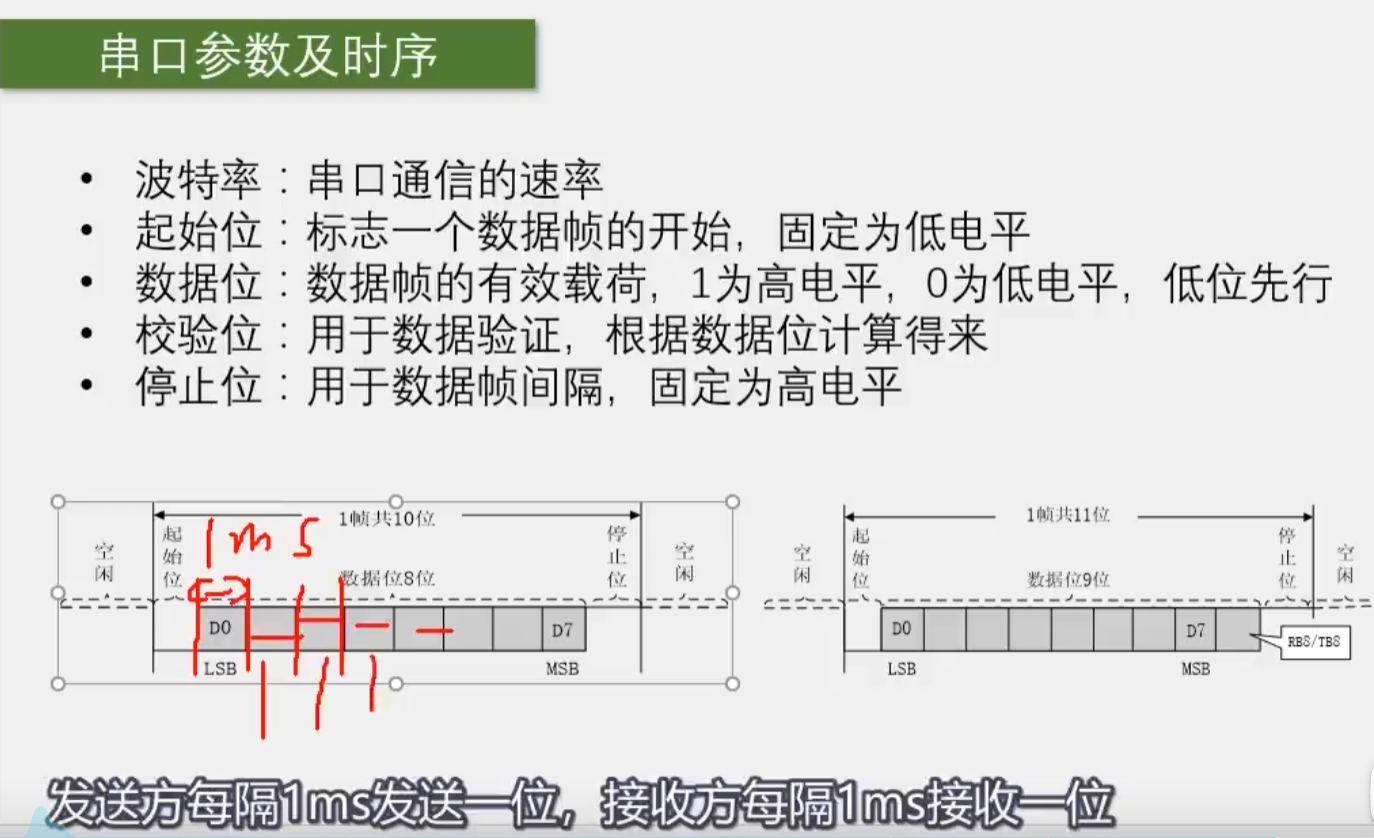 串口参数及时序
• 波特率：串口通信的速率
• 起始位：标志一个数据帧的开始，固定为低电平
• 数据位：数据帧的有效载荷，1为高电平，0为低电平，低位先行
• 校验位：用于数据验证，根据数据位计算得来
• 停止位：用于数据帧间隔，固定为高电平
1帧共10位
空闲
起始位
1ms
数据位8位
停止位
空闲
D0
D7
LSB
MSB
1帧共11位
空闲
起始位
数据位9位
停止位
空闲
D0
D7
RB8/TB8
LSB
MSB
发送方每隔1ms发送一位，接收方每隔1ms接收一位